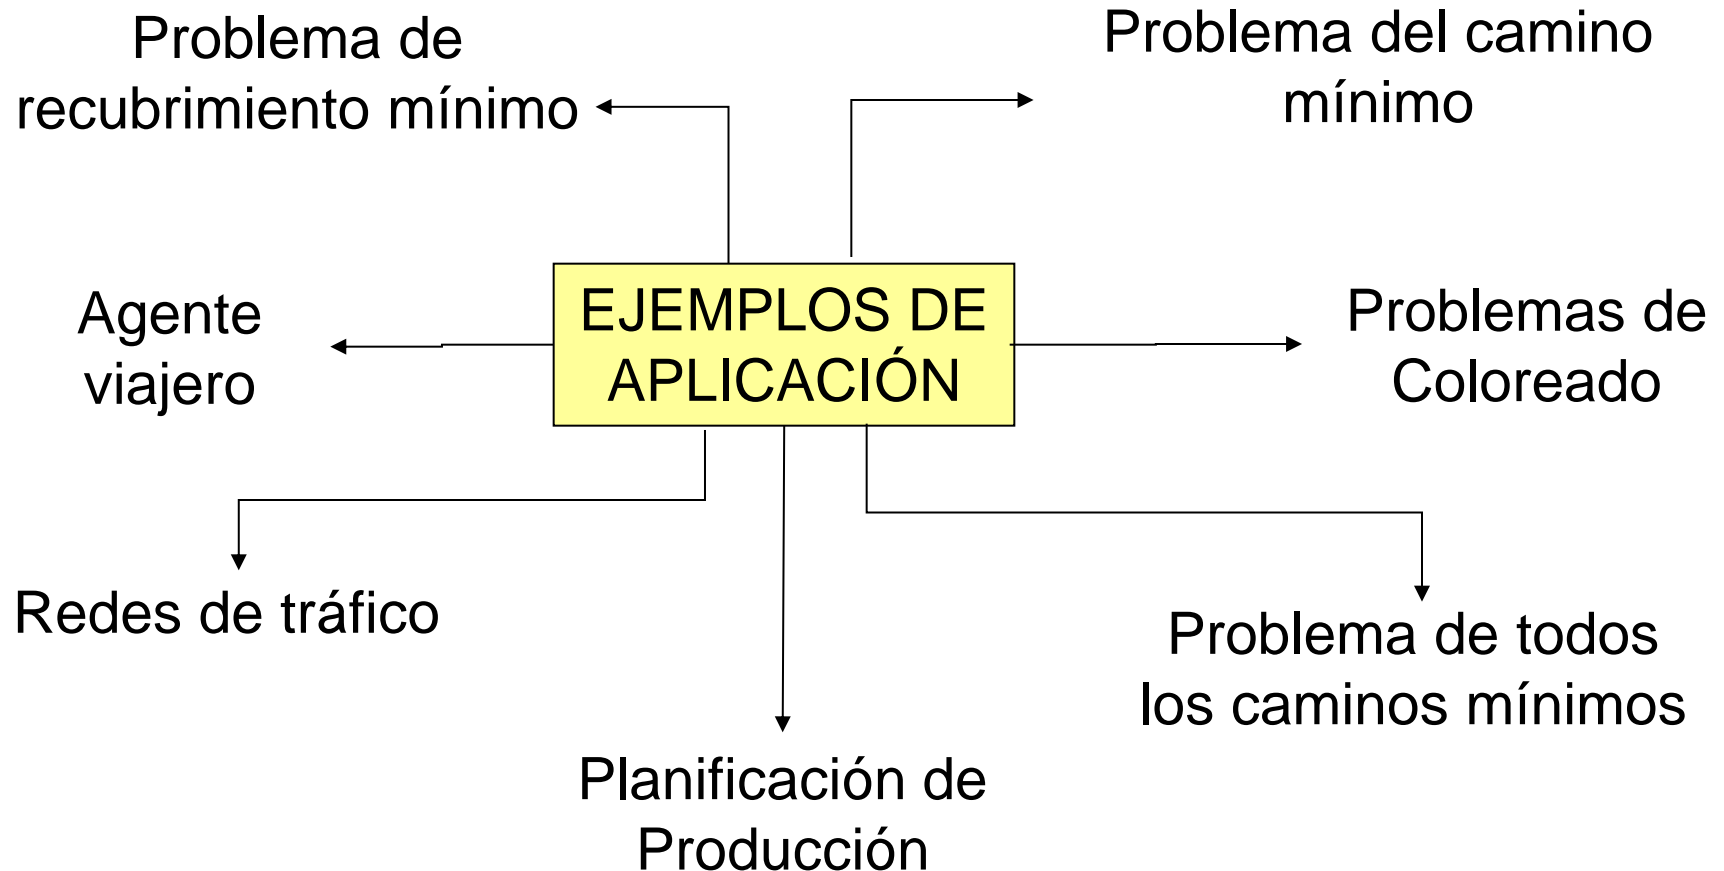 Problema de
recubrimiento mínimo
Problema del camino
mínimo
Agente
viajero
EJEMPLOS DE
APLICACIÓN
Problemas de
Coloreado
Redes de tráfico
Problema de todos
los caminos mínimos
Planificación de
Producción